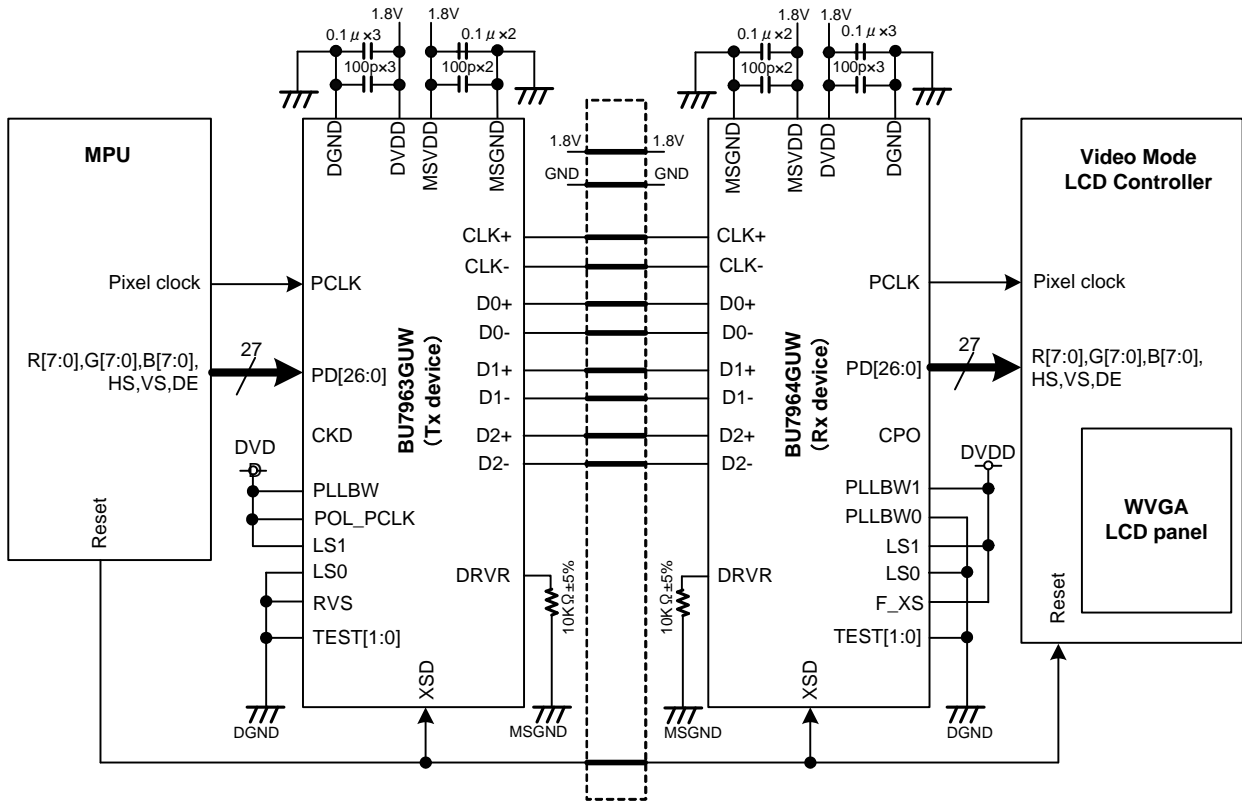 1.8V 1.8V
0.1μ×3 0.1μ×2
100p×3 100p×2
1.8V 1.8V
0.1μ×2 0.1μ×3
100p×2 100p×3
MPU
Pixel clock
27
R[7:0],G[7:0],B[7:0],
HS,VS,DE
Reset
DGND
DVDD
MSVDD
MSGND
PCLK
PD[26:0]
CKD
DVD
D
PLLBW
POL_PCLK
LS1
LS0
RVS
TEST[1:0]
DGND
BU7963GUW
(Tx device)
CLK+
CLK-
D0+
D0-
D1+
D1-
D2+
D2-
DRVR
XSD
10KΩ±5%
MSGND
1.8V 1.8V
GND GND
MSGND
MSVDD
DVDD
DGND
CLK+
CLK-
D0+
D0-
D1+
D1-
D2+
D2-
DRVR
10KΩ±5%
MSGND
XSD
BU7964GUW
(Rx device)
PCLK
PD[26:0]
CPO
DVDD
PLLBW1
PLLBW0
LS1
LS0
F_XS
TEST[1:0]
DGND
27
Video Mode
LCD Controller
Pixel clock
R[7:0],G[7:0],B[7:0],
HS,VS,DE
WVGA
LCD panel
Reset